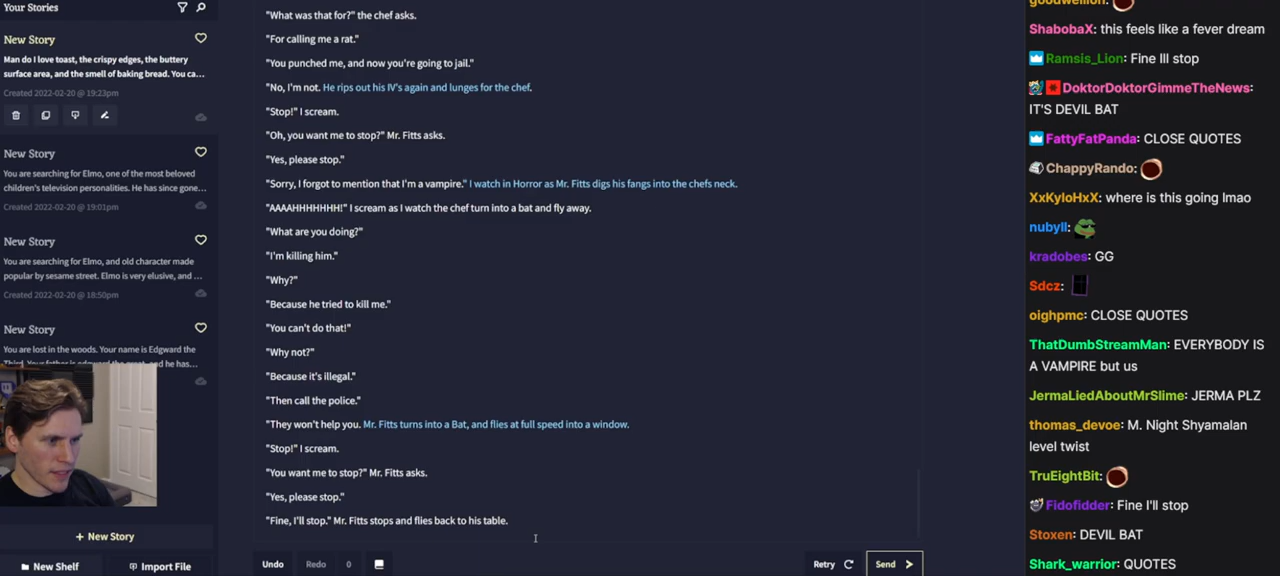 Your Stories
New Story
Man do I love toast, the crispy edges, the buttery
surface area, and the smell of baking bread. You ca...
Created 2022-02-20 @ 19:23pm
New Story
You are searching for Elmo, one of the most beloved
children's television personalities. He has since gone...
Created 2022-02-20 @ 19:01pm
New Story
You are searching for Elmo, and old character made
popular by sesame street. Elmo is very elusive, and ...
Created 2022-02-20 @ 18:50pm
New Story
You are lost in the woods. Your name is Edgward the
+ New Story
New Shelf
Import File
"What was that for?" the chef asks.
"For calling me a rat."
"You punched me, and now you're going to jail."
"No, I'm not. He rips out his IV's again and lunges for the chef.
"Stop!" I scream.
"Oh, you want me to stop?" Mr. Fitts asks.
"Yes, please stop."
"Sorry, I forgot to mention that I'm a vampire." I watch in Horror as Mr. Fitts digs his fangs into the chefs neck.
"AAAAHHHHHHH!" I scream as I watch the chef turn into a bat and fly away.
"What are you doing?"
"I'm killing him."
"Why?"
"Because he tried to kill me."
"You can't do that!"
"Why not?"
"Because it's illegal."
"Then call the police."
"They won't help you. Mr. Fitts turns into a Bat, and flies at full speed into a window.
"Stop!" I scream.
"You want me to stop?" Mr. Fitts asks.
"Yes, please stop."
"Fine, I'll stop." Mr. Fitts stops and flies back to his table.
Undo
Redo
0
Retry
Send
ShabobaX: this feels like a fever dream
Ramsis_Lion: Fine Ill stop
DoktorDoktorGimmeTheNews:
IT'S DEVIL BAT
FattyFatPanda: CLOSE QUOTES
ChappyRando:
XxKyloHxX: where is this going lmao
nubyll:
kradobes: GG
Sdcz:
oighpmc: CLOSE QUOTES
ThatDumbStreamMan: EVERYBODY IS
A VAMPIRE but us
JermaLiedAboutMrSlime: JERMA PLZ
thomas_devoe: M. Night Shyamalan
level twist
TruEightBit:
Fidofidder: Fine I'll stop
Stoxen: DEVIL BAT
Shark_warrior: QUOTES